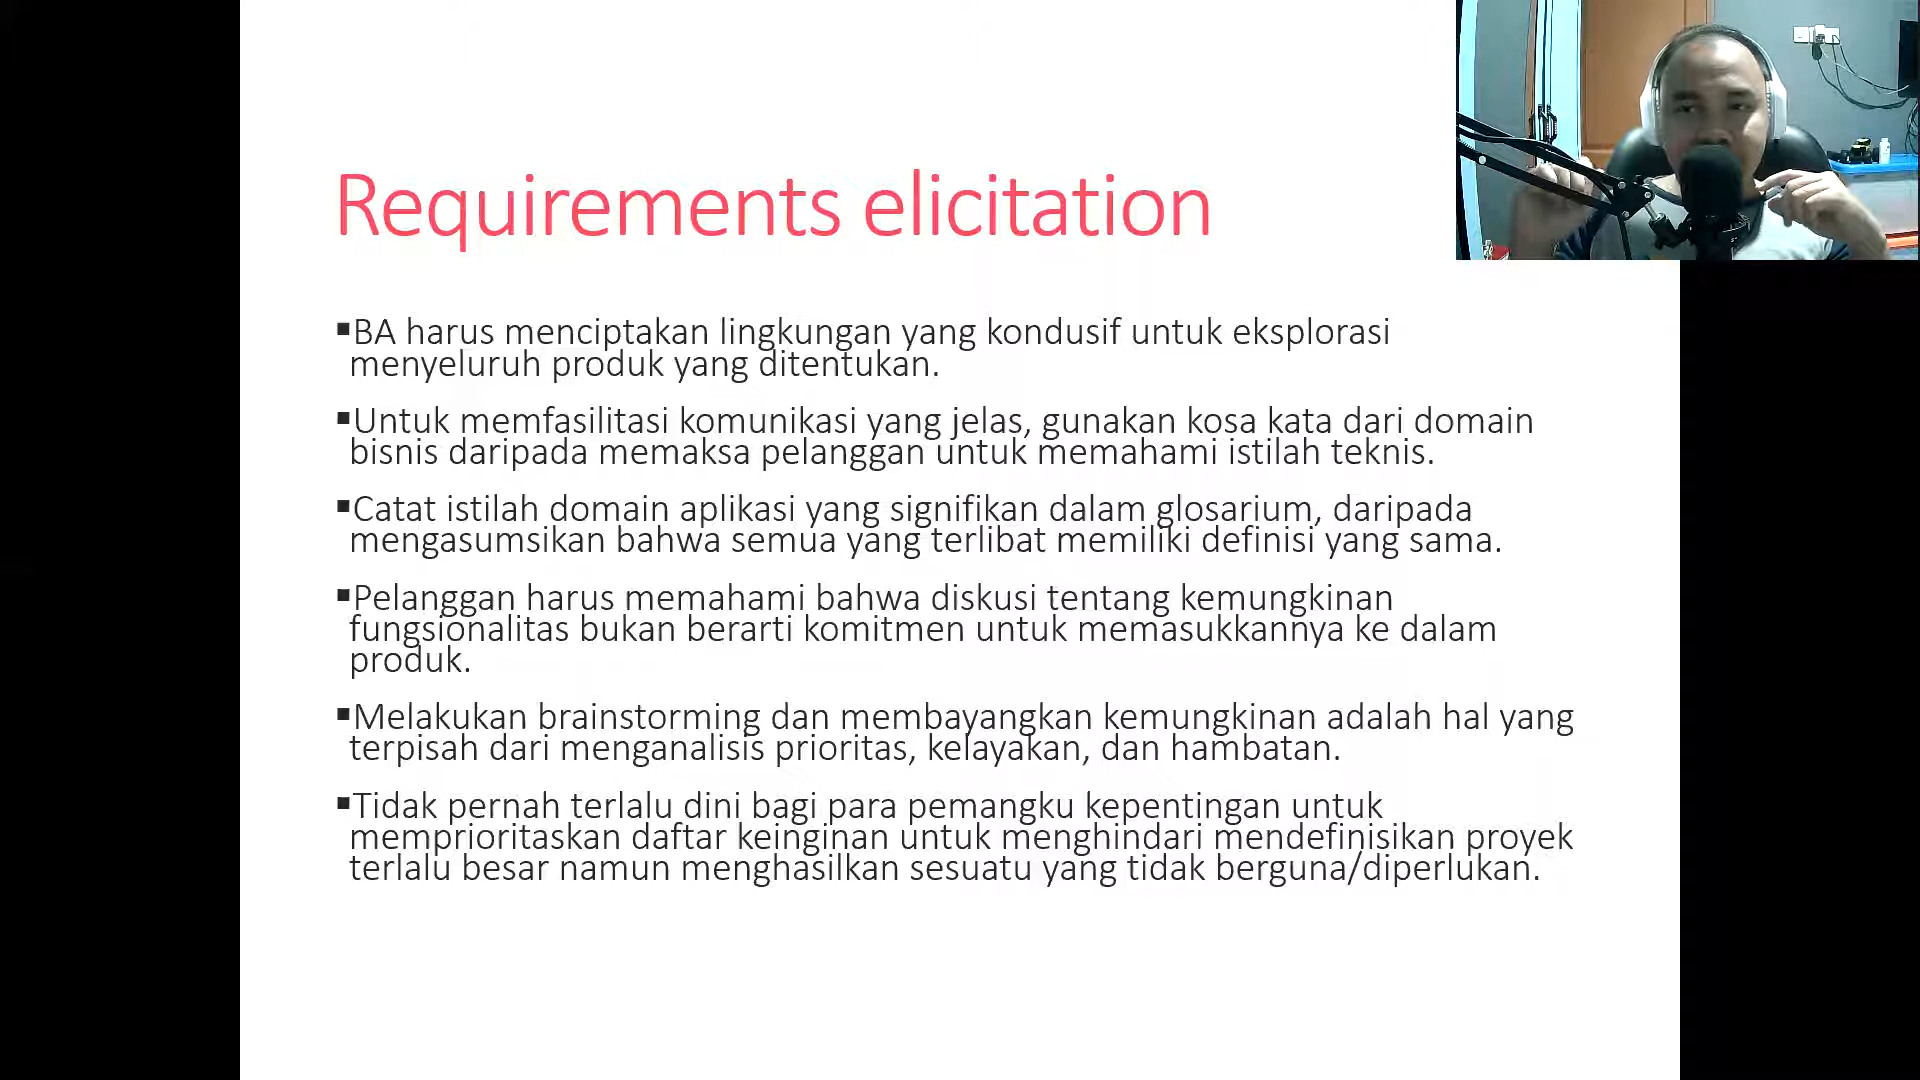 Requirements elicitation
▪BA harus menciptakan lingkungan yang kondusif untuk eksplorasi
menyeluruh produk yang ditentukan.
▪Untuk memfasilitasi komunikasi yang jelas, gunakan kosa kata dari domain
bisnis daripada memaksa pelanggan untuk memahami istilah teknis.
▪Catat istilah domain aplikasi yang signifikan dalam glosarium, daripada
mengasumsikan bahwa semua yang terlibat memiliki definisi yang sama.
▪Pelanggan harus memahami bahwa diskusi tentang kemungkinan
fungsionalitas bukan berarti komitmen untuk memasukkannya ke dalam
produk.
▪Melakukan brainstorming dan membayangkan kemungkinan adalah hal yang
terpisah dari menganalisis prioritas, kelayakan, dan hambatan.
▪Tidak pernah terlalu dini bagi para pemangku kepentingan untuk
memprioritaskan daftar keinginan untuk menghindari mendefinisikan proyek
terlalu besar namun menghasilkan sesuatu yang tidak berguna/diperlukan.